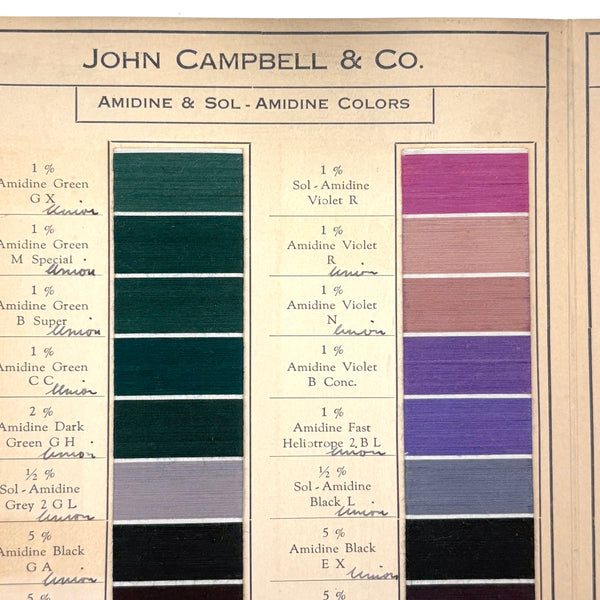 JOHN CAMPBELL & CO.
AMIDINE & SOL - AMIDINE COLORS
1 %
Amidine Green
G X
Union
1 %
Amidine Green
M Special
Union
1 %
Amidine Green
B Super
Union
1 %
Amidine Green
C C
Union
2 %
Amidine Dark
Green G H
Union
½ %
Sol - Amidine
Grey 2 G L
Union
5 %
Amidine Black
G A
Union
5 %
1 %
Sol - Amidine
Violet R
1 %
Amidine Violet
R
Union
1 %
Amidine Violet
N
Union
1 %
Amidine Violet
B Conc.
1 %
Amidine Fast
Heliotrope 2 B L
Union
½ %
Sol - Amidine
Black L
Union
5 %
Amidine Black
E X
Union
5 %